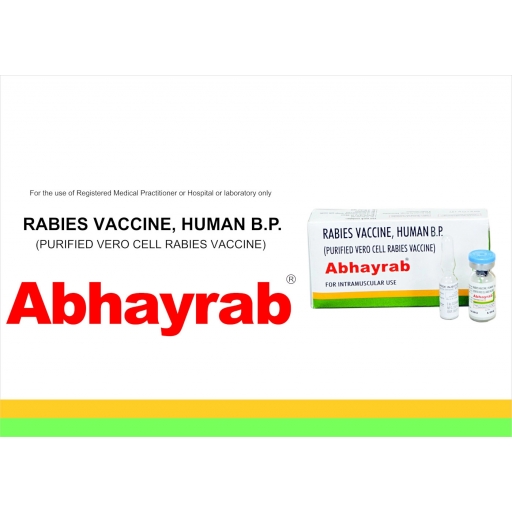 For the use of Registered Medical Practitioner or Hospital or laboratory only
RABIES VACCINE, HUMAN B.P.
(PURIFIED VERO CELL RABIES VACCINE)
Abhayrab®
RABIES VACCINE, HUMAN B.P.
(PURIFIED VERO CELL RABIES VACCINE)
Abhayrab®
FOR INTRAMUSCULAR USE
Abhayrab